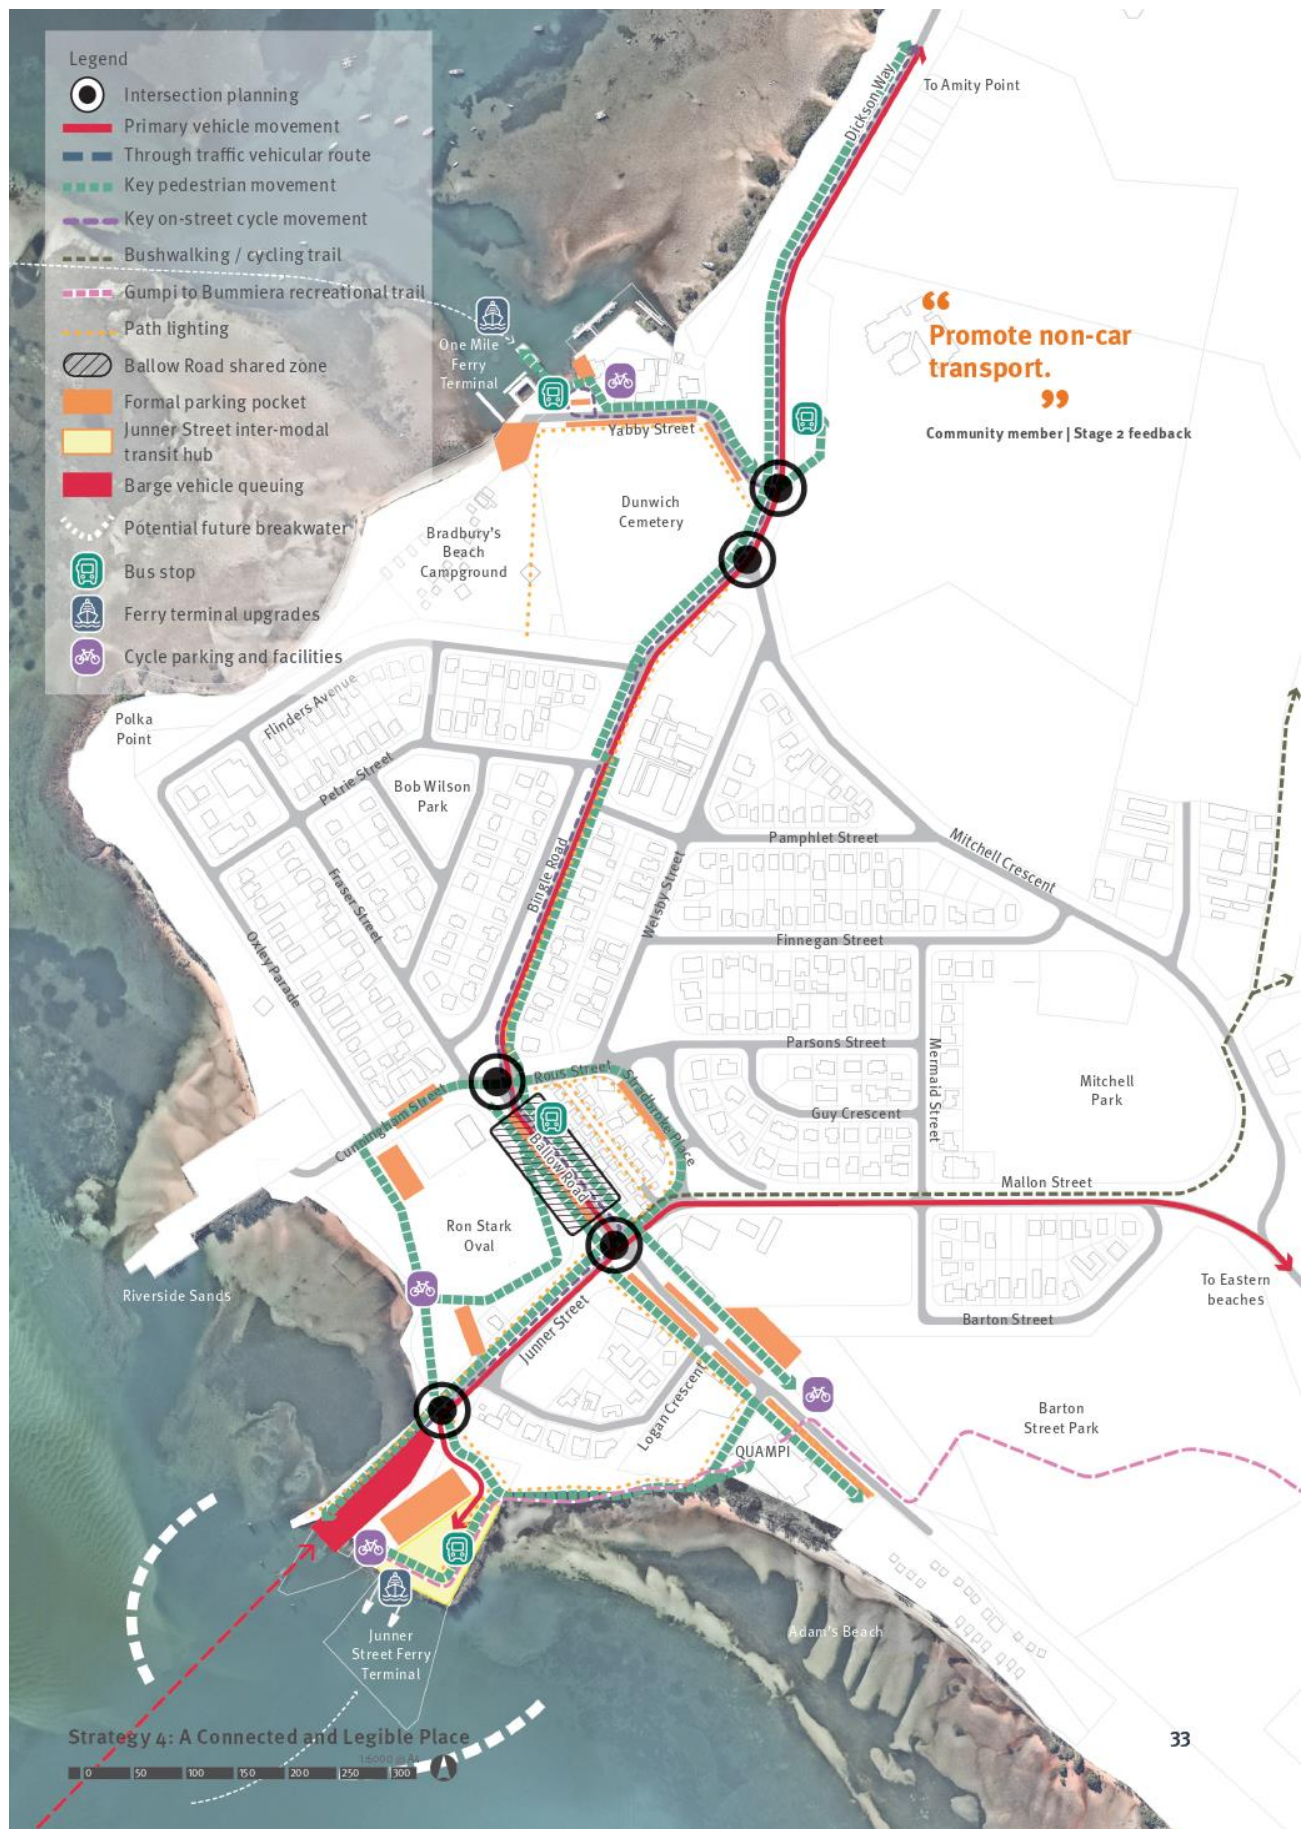 Legend
Intersection planning
Primary vehicle movement
Through traffic vehicular route
Key pedestrian movement
Key on-street cycle movement
Bushwalking / cycling trail
Gumpi to Bummiera recreational trail
Path lighting
Ballow Road shared zone
Formal parking pocket
Junner Street inter-modal
transit hub
Barge vehicle queuing
Potential future breakwater
Bus stop
Ferry terminal upgrades
Cycle parking and facilities
Dickson Way
To Amity Point
“
Promote non-car
transport.
”
Community member | Stage 2 feedback
One Mile
Ferry
Terminal
Yabby Street
Dunwich
Cemetery
Bradbury's
Beach
Campground
Polka
Point
Flinders Avenue
Petrie Street
Bob Wilson
Park
Fraser Street
Oxley Parade
Bingle Road
Welsby Street
Pamphlet Street
Mitchell Crescent
Finnegan Street
Parsons Street
Mermaid Street
Guy Crescent
Mitchell
Park
Mallon Street
Rous Street
Stradbroke Place
Cunningham Street
Ballow Road
Ron Stark
Oval
Riverside Sands
Junner Street
To Eastern
beaches
Barton Street
Logan Crescent
Barton
Street Park
QUAMPI
Adam's Beach
Junner
Street Ferry
Terminal
33
Strategy 4: A Connected and Legible Place
1:6000 @ A4
0 50 100 150 200 250 300